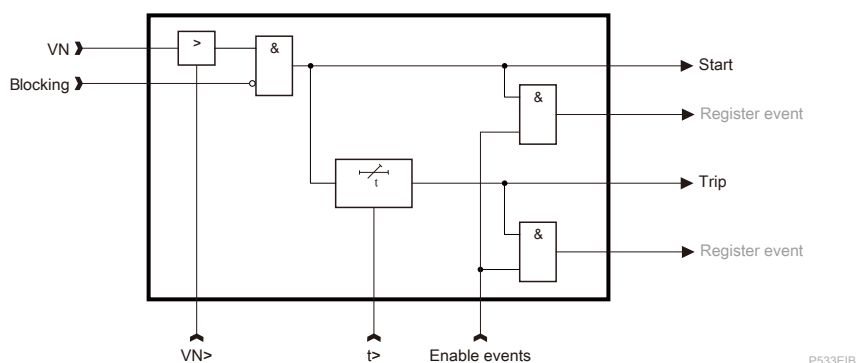 VN
>
&
Blocking
Start
&
Register event
t
Trip
&
Register event
VN>
t>
Enable events
P533EIB